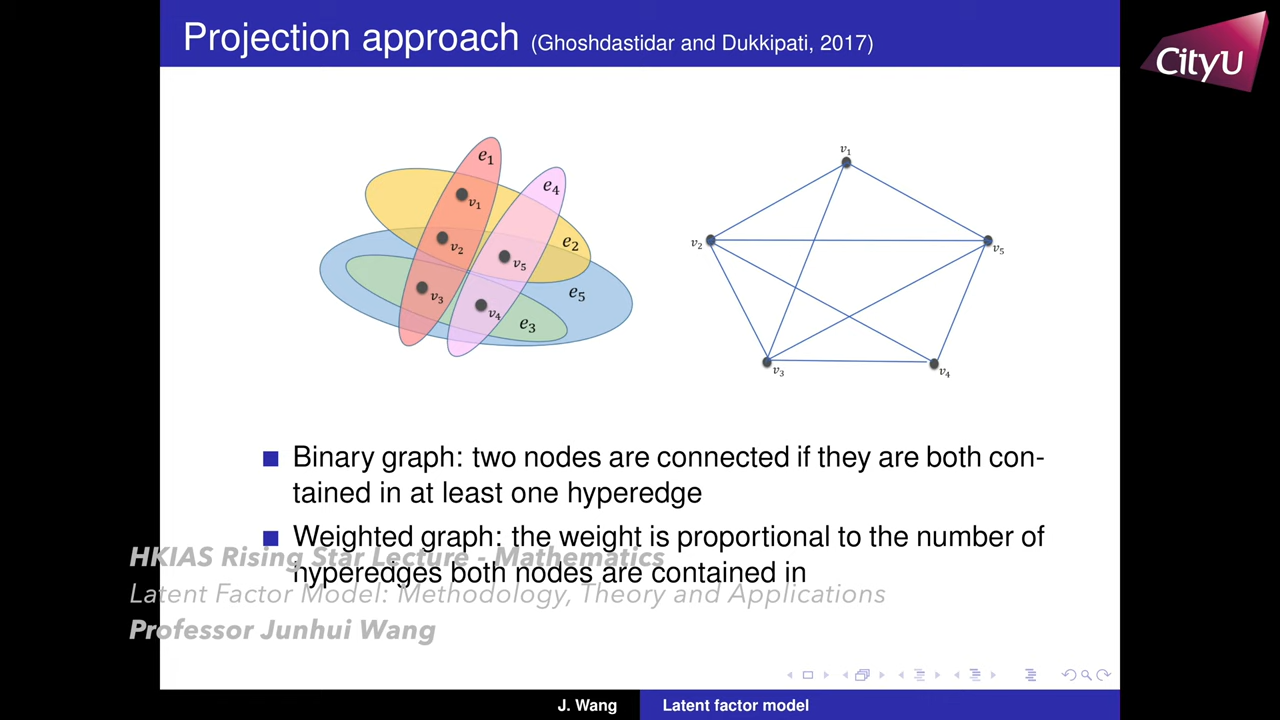 Projection approach (Ghoshdastidar and Dukkipati, 2017)
CityU
e1
e4
v1
e2
v2
v5
e5
v3
v4
e3
v1
v2
v5
v3
v4
Binary graph: two nodes are connected if they are both con-
tained in at least one hyperedge
Weighted graph: the weight is proportional to the number of
hyperedges both nodes are contained in
HKIAS Rising Star Lecture - Mathematics
Latent Factor Model: Methodology, Theory and Applications
Professor Junhui Wang
J. Wang
Latent factor model